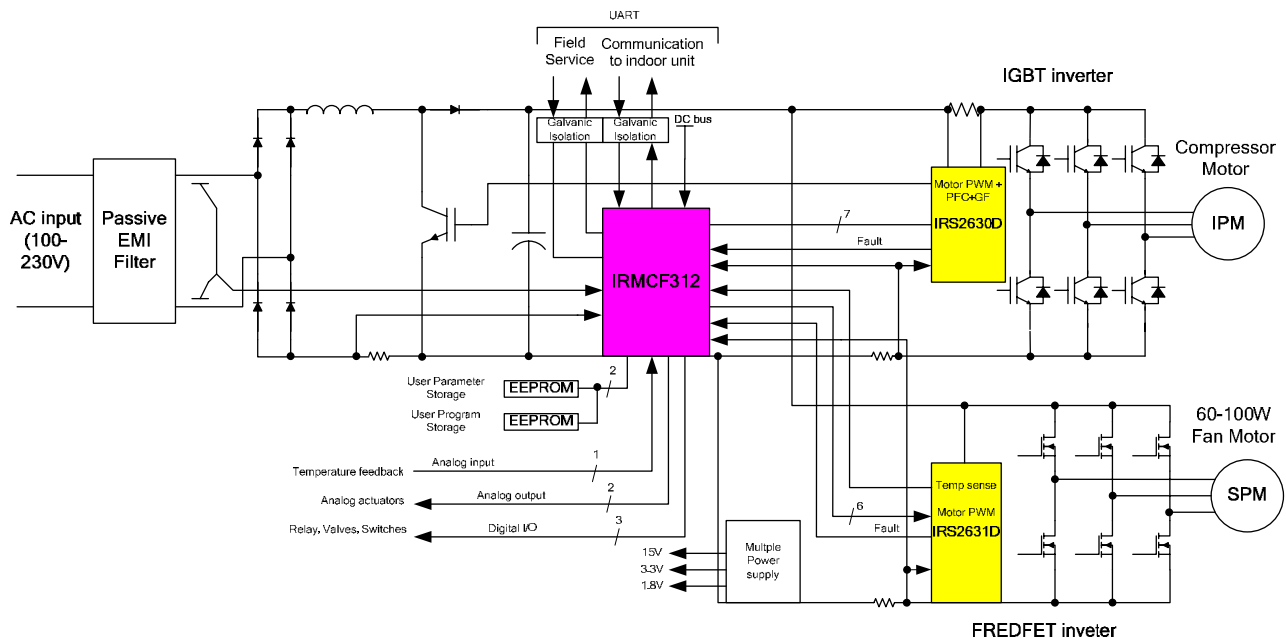 UART
Field
Service
Communication
to indoor unit
IGBT inverter
Galvanic
Isolation
Galvanic
Isolation
DC bus
Compressor
Motor
AC input
(100-
230V)
Passive
EMI
Filter
Motor PWM +
PFC+GF
IRS2630D
IPM
7
Fault
IRMCF312
User Parameter
Storage
EEPROM
2
User Program
Storage
EEPROM
60-100W
Fan Motor
Temperature feedback
Analog input
1
Temp sense
SPM
Analog actuators
Analog output
2
6
Motor PWM
IRS2631D
Relay, Valves, Switches
Digital I/O
3
Fault
15V
3.3V
1.8V
Multple
Power
supply
FREDFET inveter